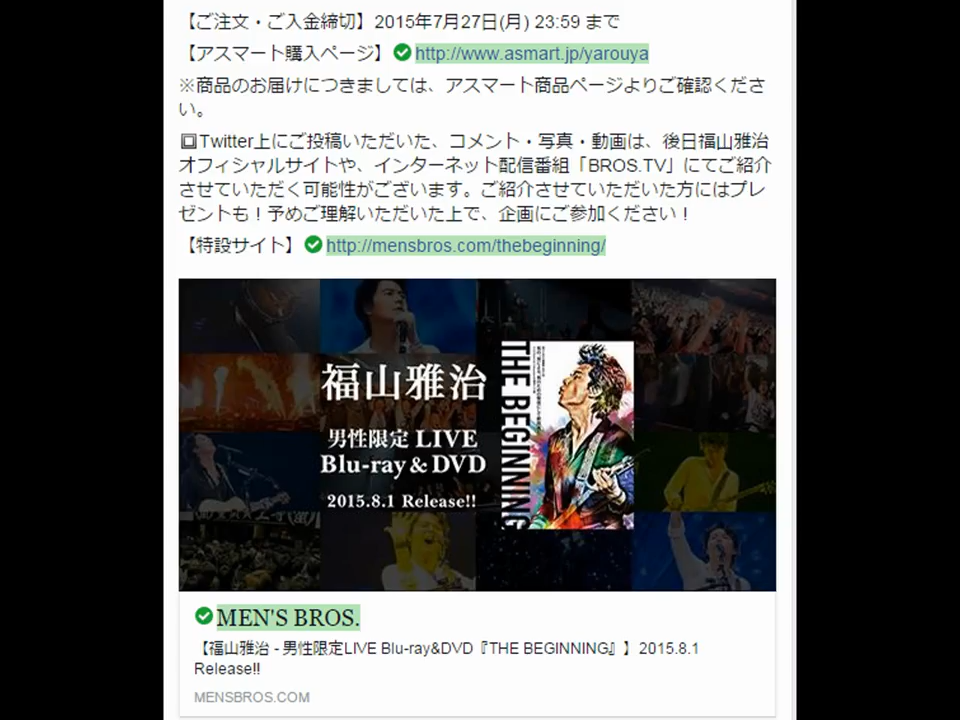 【ご注文・ご入金締切】2015年7月27日(月) 23:59 まで
【アスマート購入ページ】 http://www.asmart.jp/yarouya
※商品のお届けにつきましては、アスマート商品ページよりご確認くださ
い。
回Twitter上にご投稿いただいた、コメント・写真・動画は、後日福山雅治
オフィシャルサイトや、インターネット配信番組「BROS.TV」にてご紹介
させていただく可能性がございます。ご紹介させていただいた方にはプレ
ゼントも！予めご理解いただいた上で、企画にご参加ください！
【特設サイト】 http://mensbros.com/thebeginning/
福山雅治
男性限定 LIVE
Blu-ray & DVD
2015.8.1 Release!!
THE BEGINNING
MEN'S BROS.
【福山雅治 - 男性限定LIVE Blu-ray&DVD『THE BEGINNING』】2015.8.1
Release!!
MENSBROS.COM